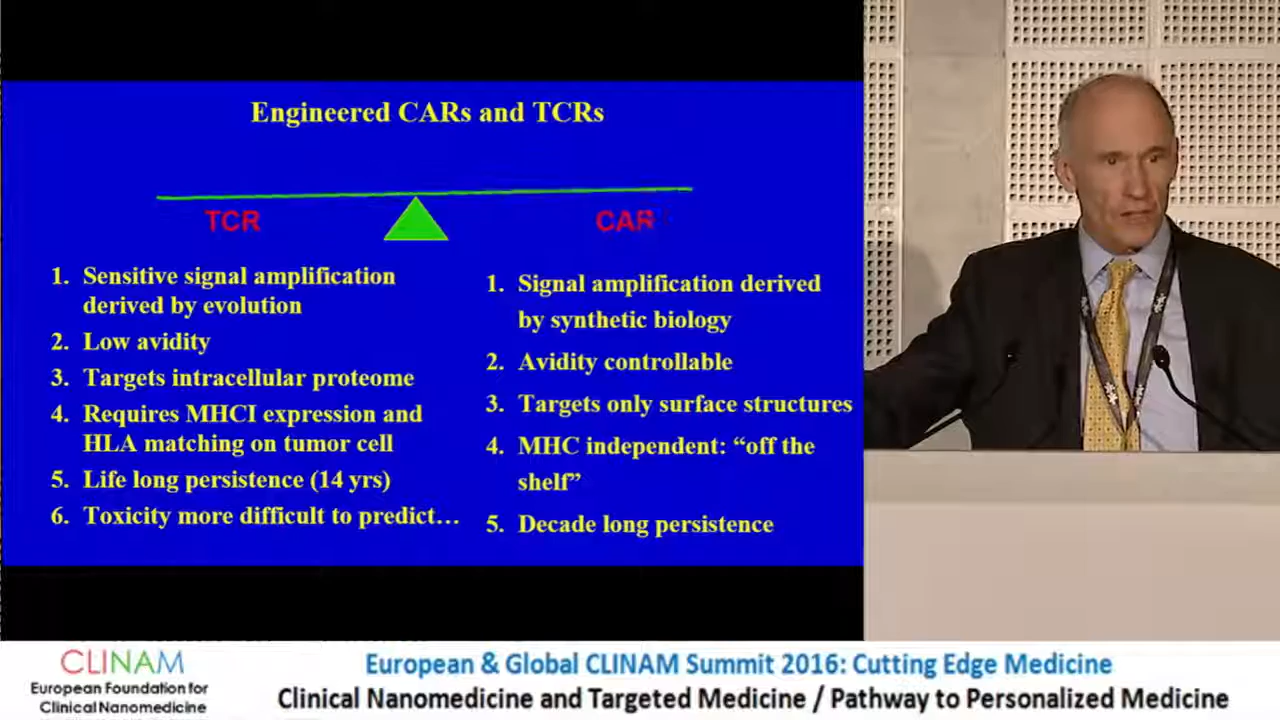 Engineered CARs and TCRs
TCR
CAR
1. Sensitive signal amplification
derived by evolution
2. Low avidity
3. Targets intracellular proteome
4. Requires MHCI expression and
HLA matching on tumor cell
5. Life long persistence (14 yrs)
6. Toxicity more difficult to predict…
1. Signal amplification derived
by synthetic biology
2. Avidity controllable
3. Targets only surface structures
4. MHC independent: “off the
shelf”
5. Decade long persistence
CLINAM
European Foundation for
Clinical Nanomedicine
European & Global CLINAM Summit 2016: Cutting Edge Medicine
Clinical Nanomedicine and Targeted Medicine / Pathway to Personalized Medicine